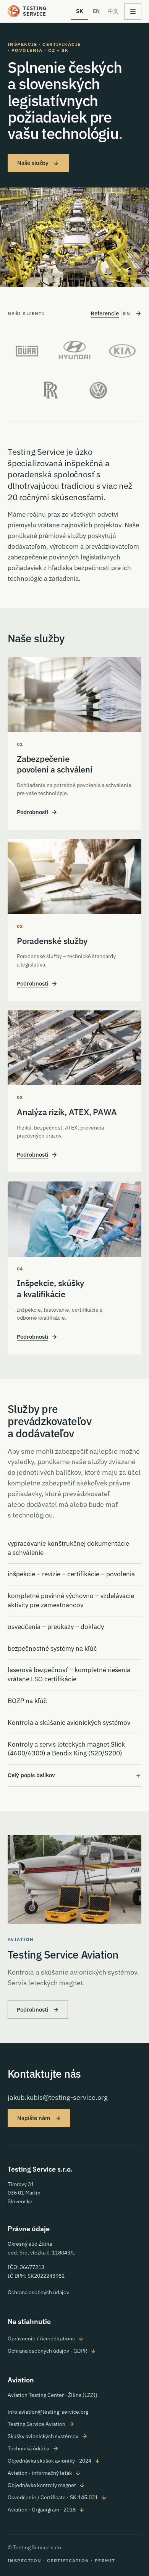 TESTING
SERVICE
SK EN 中文
INŠPEKCIE · CERTIFIKÁCIE
· POVOLENIA · CZ + SK
Splnenie českých
a slovenských
legislatívnych
požiadaviek pre
vašu technológiu.
Naše služby ↓
NAŠI KLIENTI
Referencie EN →
DÜRR
HYUNDAI
KIA
Testing Service je úzko
špecializovaná inšpekčná a
poradenská spoločnosť s
dlhotrvajúcou tradíciou s viac než
20 ročnými skúsenosťami.
Máme reálnu prax zo všetkých odvetví
priemyslu vrátane najnovších projektov. Naše
ponúkané prémiové služby poskytujú
dodávateľom, výrobcom a prevádzkovateľom
zabezpečenie povinných legislatívnych
požiadaviek z hľadiska bezpečnosti pre ich
technológie a zariadenia.
Naše služby
01
Zabezpečenie
povolení a schválení
Dohliadanie na potrebné povolenia a schválenia
pre vaše technológie.
Podrobnosti →
02
Poradenské služby
Poradenské služby – technické štandardy
a legislatíva.
Podrobnosti →
03
Analýza rizík, ATEX, PAWA
Riziká, bezpečnosť, ATEX, prevencia
pracovných úrazov.
Podrobnosti →
04
Inšpekcie, skúšky
a kvalifikácie
Inšpekcie, testovanie, certifikácia a
odborné kvalifikácie.
Podrobnosti →
Služby pre
prevádzkovateľov
a dodávateľov
Aby sme mohli zabezpečiť najlepšie možné
výsledky, ponúkame naše služby zviazané
do jednotlivých balíkov, ktoré majú za účel
kompletne zabezpečiť akékoľvek právne
požiadavky, ktoré prevádzkovateľ
alebo dodávateľ má alebo bude mať
s technológiou.
vypracovanie konštrukčnej dokumentácie
a schválenie
inšpekcie – revízie – certifikácie – povolenia
kompletné povinné výchovno – vzdelávacie
aktivity pre zamestnancov
osvedčenia – preukazy – doklady
bezpečnostné systémy na kľúč
laserová bezpečnosť – kompletné riešenia
vrátane LSO certifikácie
BOZP na kľúč
Kontrola a skúšanie avionických systémov
Kontroly a servis leteckých magnet Slick
(4600/6300) a Bendix King (S20/S200)
Celý popis balíkov +
AVIATION
Testing Service Aviation
Kontrola a skúšanie avionických systémov.
Servis leteckých magnet.
Podrobnosti →
Kontaktujte nás
jakub.kubis@testing-service.org
Napíšte nám →
Testing Service s.r.o.
Timravy 31
036 01 Martin
Slovensko
Právne údaje
Okresný súd Žilina
odd. Sro, vložka č. 118043/L
IČO: 36677213
IČ DPH: SK2022243982
Ochrana osobných údajov
Na stiahnutie
Oprávnenie / Accreditations ↓
Ochrana osobných údajov · GDPR ↓
Aviation
Aviation Testing Center - Žilina (LZZI)
info.aviation@testing-service.org
Testing Service Aviation →
Skúšky avionických systémov →
Technická údržba →
Objednávka skúšok avioniky · 2024 ↓
Aviation · informačný leták ↓
Objednávka kontroly magnet ↓
Osvedčenie / Certificate · SK.145.031 ↓
Aviation · Organigram · 2018 ↓
© Testing Service s.r.o.
INSPECTION · CERTIFICATION · PERMIT